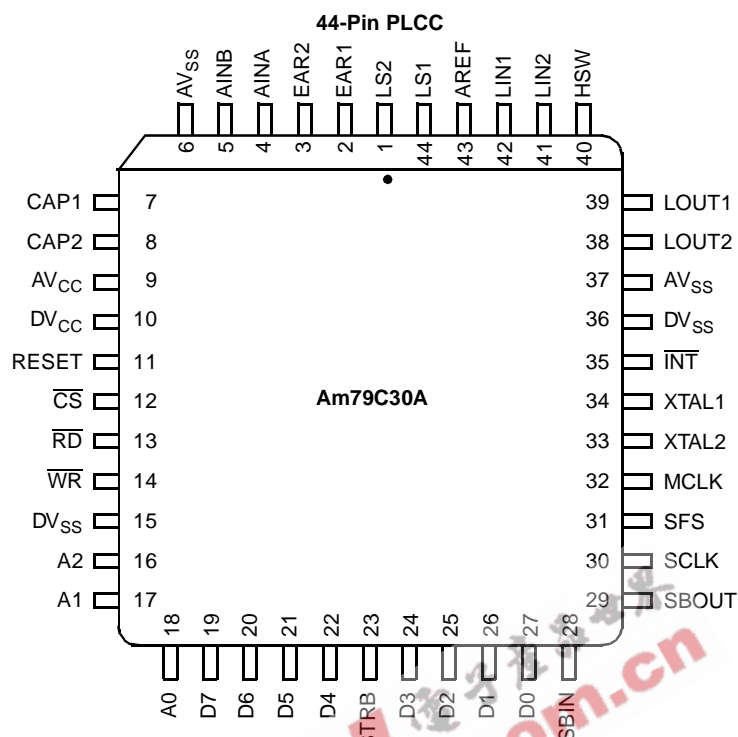 44-Pin PLCC
AVSS AINB AINA EAR2 EAR1 LS2 LS1 AREF LIN1 LIN2 HSW
6 5 4 3 2 1 44 43 42 41 40
CAP1 7 39 LOUT1
CAP2 8 38 LOUT2
AVCC 9 37 AVSS
DVCC 10 36 DVSS
RESET 11 35 INT
CS 12 Am79C30A 34 XTAL1
RD 13 33 XTAL2
WR 14 32 MCLK
DVSS 15 31 SFS
A2 16 30 SCLK
A1 17 29 SBOUT
18 19 20 21 22 23 24 25 26 27 28
A0 D7 D6 D5 D4 D3 D2 D1 D0 SBIN